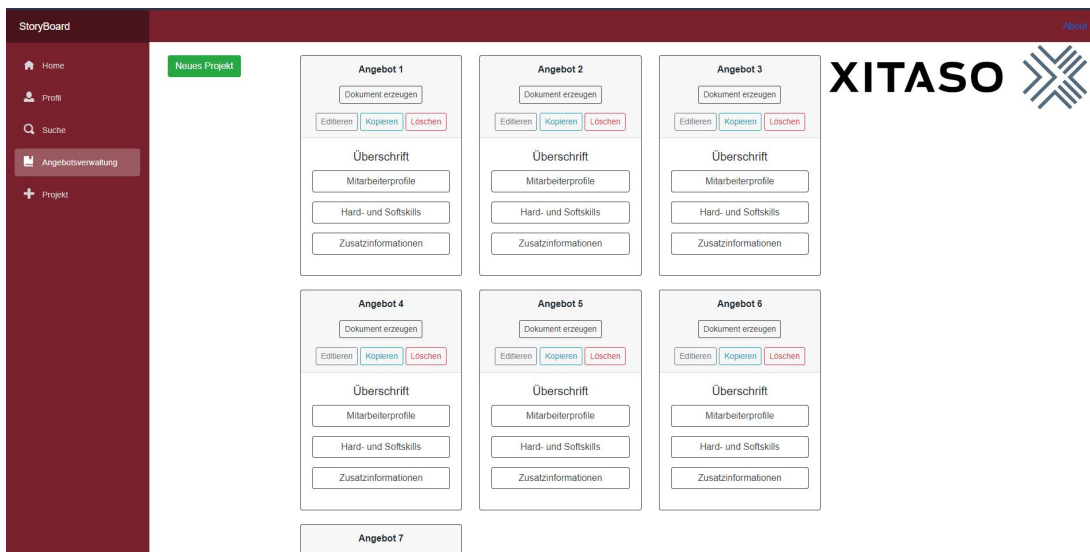 StoryBoard
About
Home
Profil
Suche
Angebotsverwaltung
Projekt
Neues Projekt
XITASO
Angebot 1
Dokument erzeugen
Editieren Kopieren Löschen
Überschrift
Mitarbeiterprofile
Hard- und Softskills
Zusatzinformationen
Angebot 2
Dokument erzeugen
Editieren Kopieren Löschen
Überschrift
Mitarbeiterprofile
Hard- und Softskills
Zusatzinformationen
Angebot 3
Dokument erzeugen
Editieren Kopieren Löschen
Überschrift
Mitarbeiterprofile
Hard- und Softskills
Zusatzinformationen
Angebot 4
Dokument erzeugen
Editieren Kopieren Löschen
Überschrift
Mitarbeiterprofile
Hard- und Softskills
Zusatzinformationen
Angebot 5
Dokument erzeugen
Editieren Kopieren Löschen
Überschrift
Mitarbeiterprofile
Hard- und Softskills
Zusatzinformationen
Angebot 6
Dokument erzeugen
Editieren Kopieren Löschen
Überschrift
Mitarbeiterprofile
Hard- und Softskills
Zusatzinformationen
Angebot 7